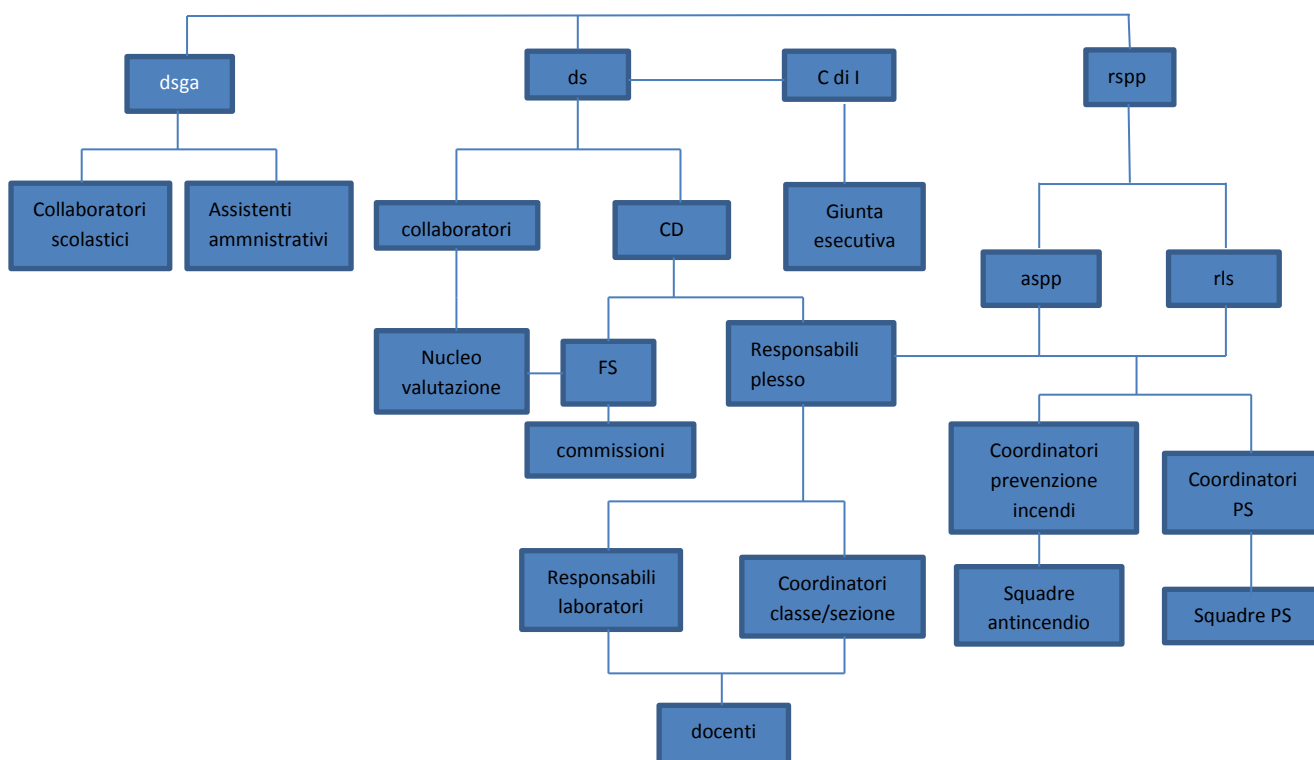 dsga
ds
C di I
rspp
Collaboratori
scolastici
Assistenti
ammnistrativi
collaboratori
CD
Giunta
esecutiva
aspp
rls
Nucleo
valutazione
FS
Responsabili
plesso
commissioni
Coordinatori
prevenzione
incendi
Coordinatori
PS
Responsabili
laboratori
Coordinatori
classe/sezione
Squadre
antincendio
Squadre PS
docenti